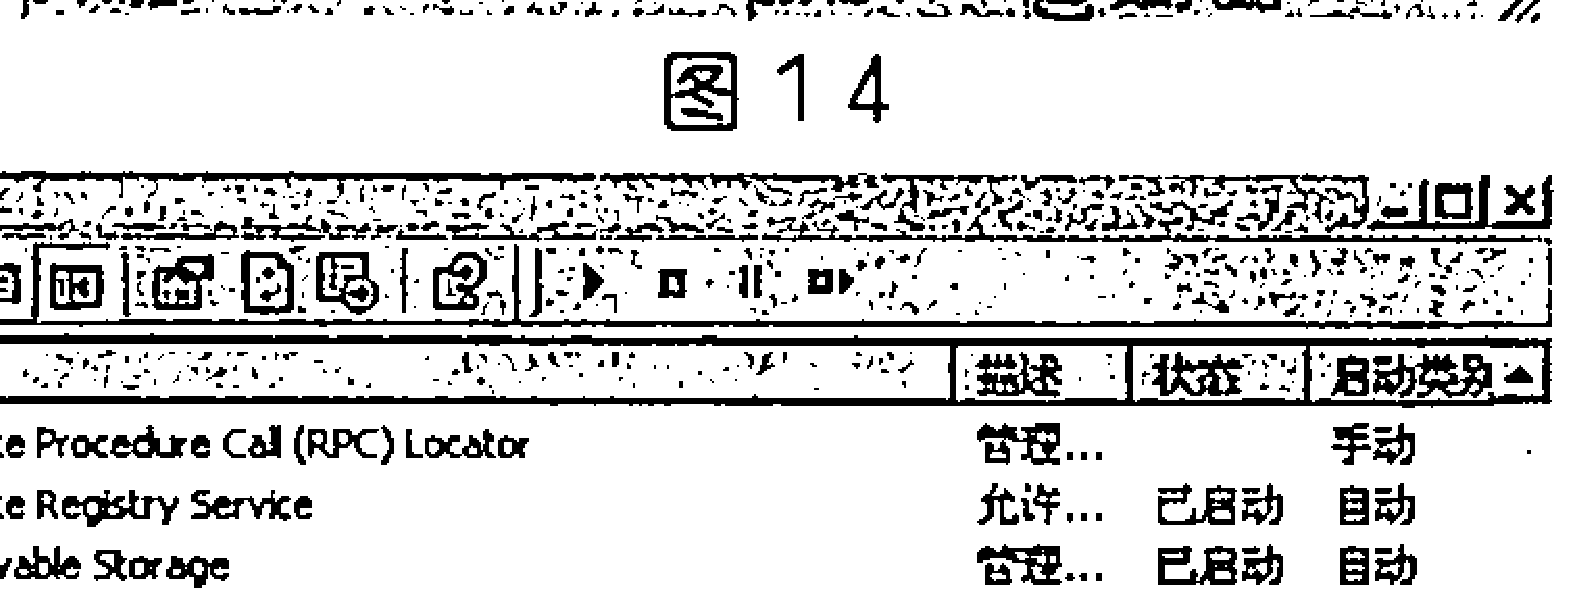 图14
描述 状态 启动类别
te Procedure Call (RPC) Locator 管理... 手动
te Registry Service 允许... 已启动 自动
vable Storage 管理... 已启动 自动